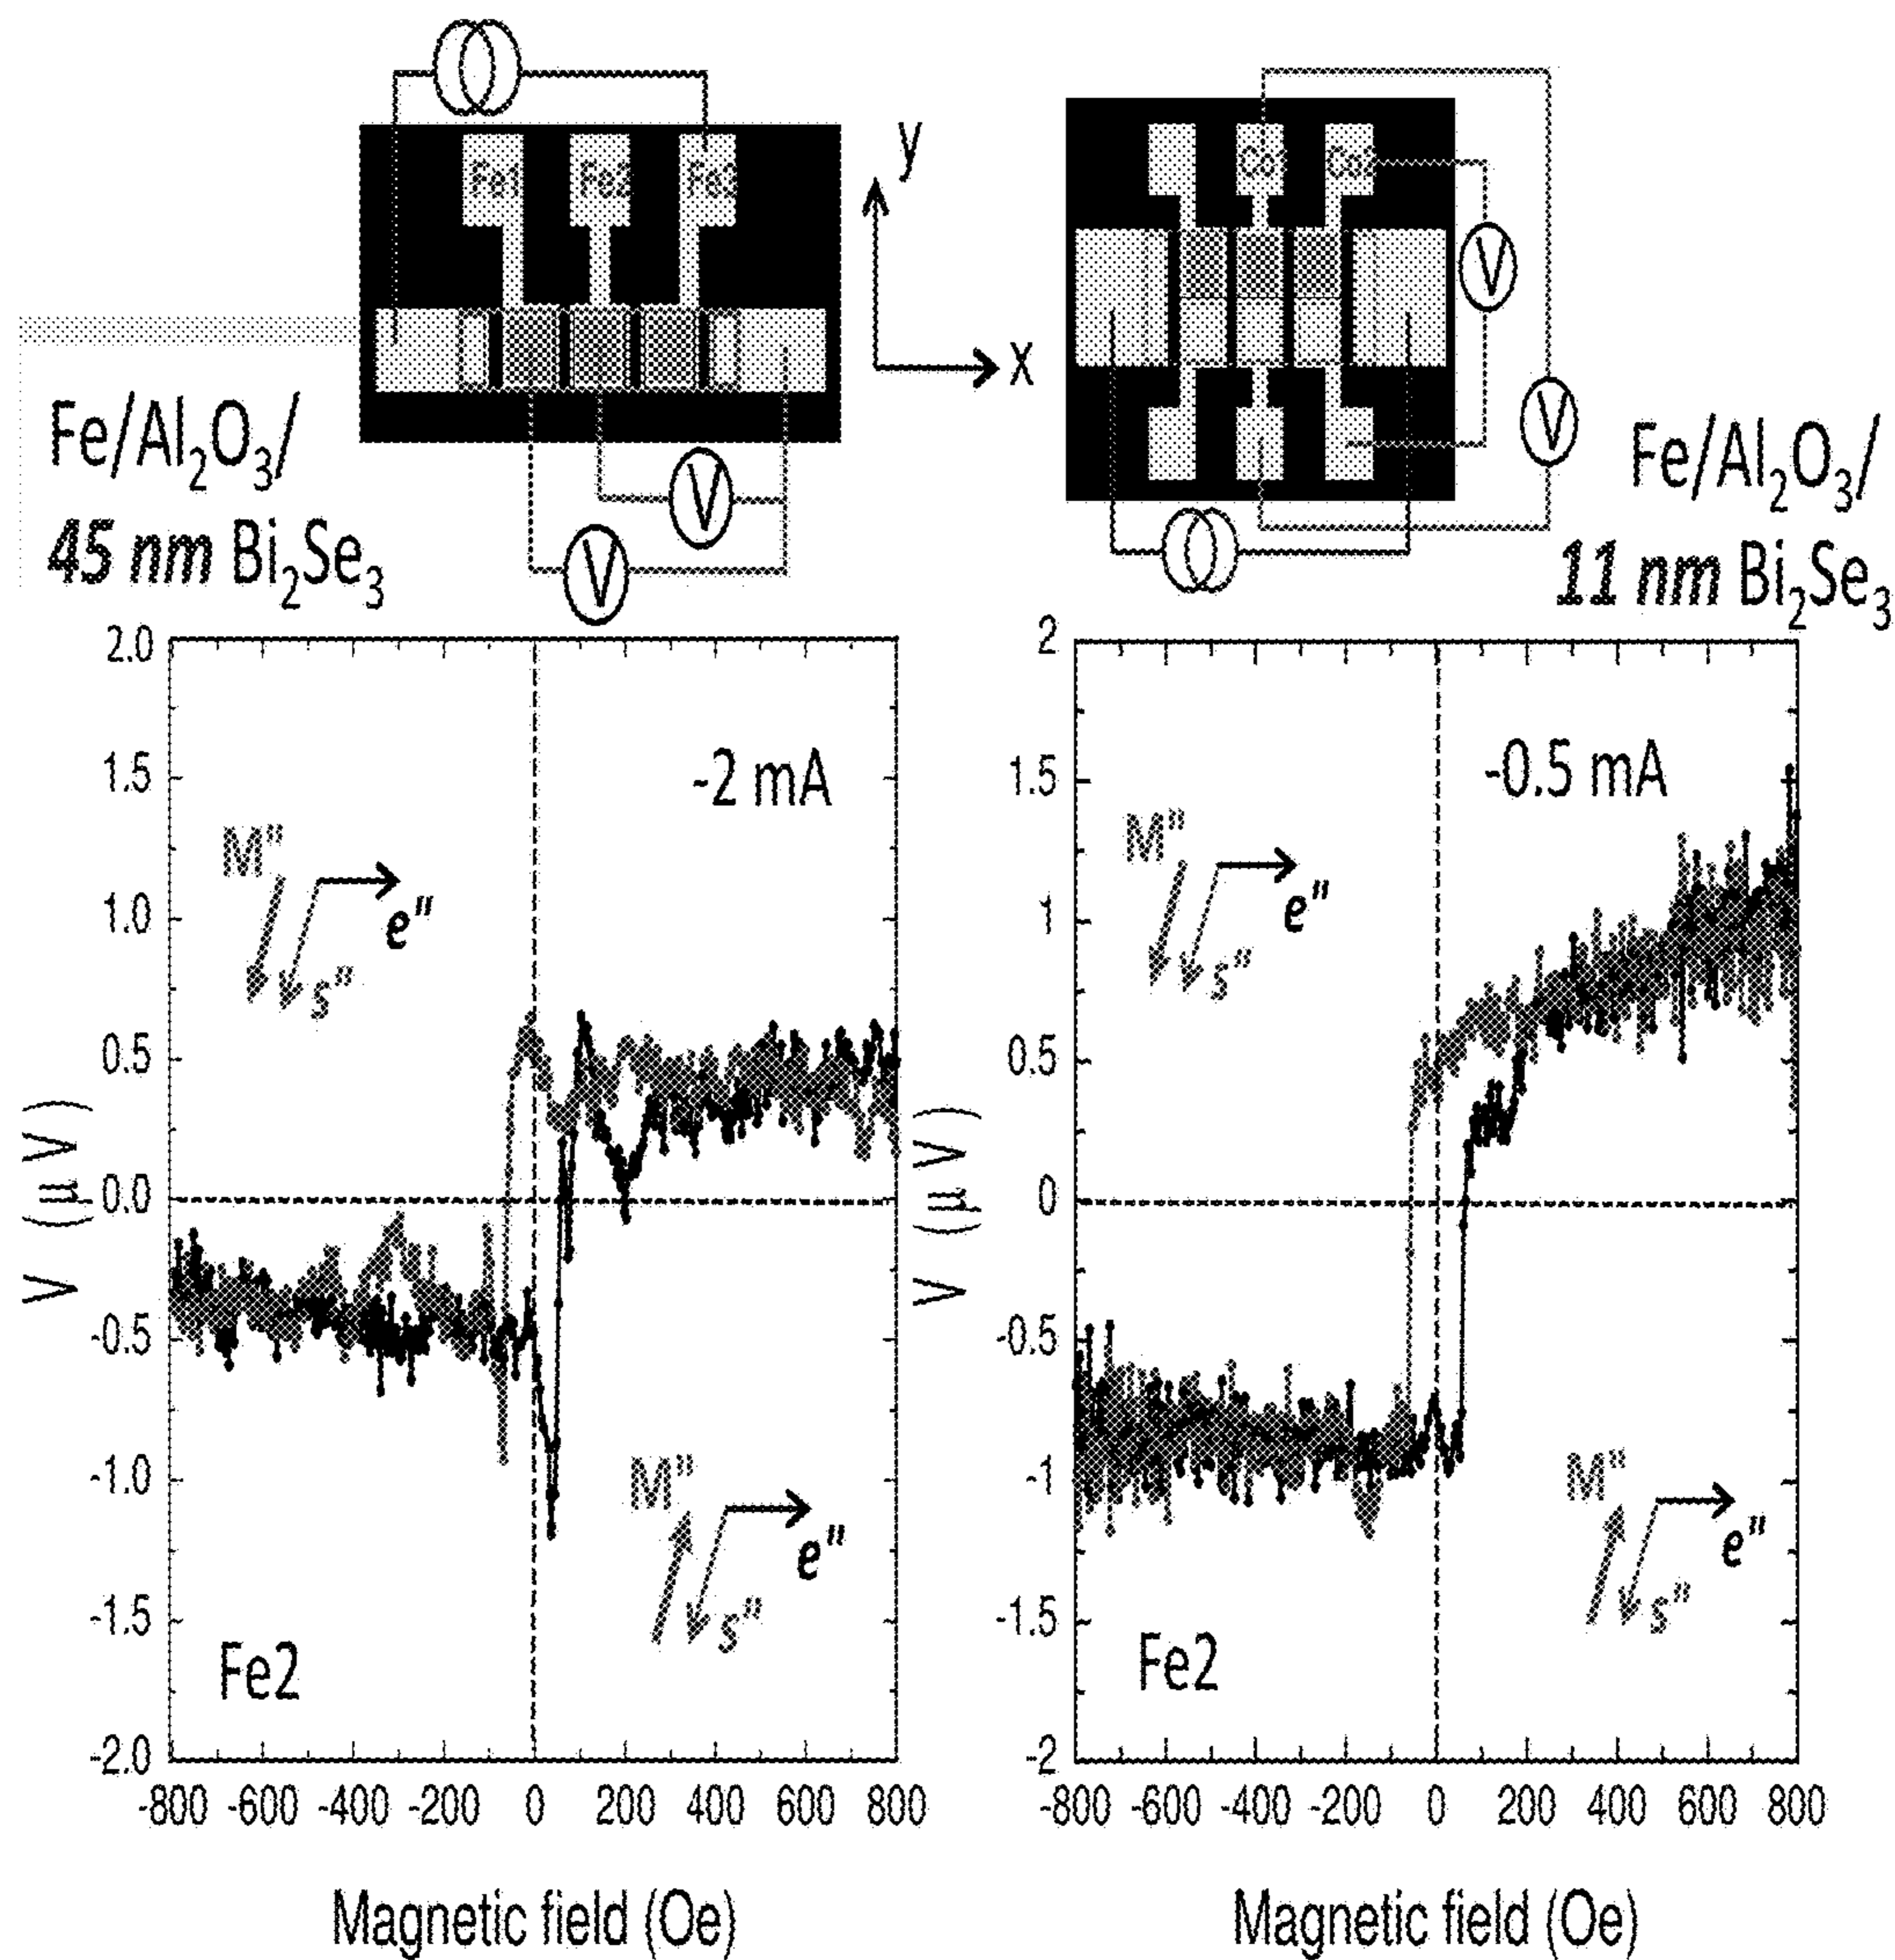 Fe1 Fe2
y
x
V
V
Fe/Al₂O₃/
45 nm Bi₂Se₃
V
V
Fe/Al₂O₃/
11 nm Bi₂Se₃
2.0
1.5
1.0
0.5
0.0
-0.5
-1.0
-1.5
-2.0
V (μV)
-2 mA
M"
e"
s"
M"
e"
s"
Fe2
-800 -600 -400 -200 0 200 400 600 800
Magnetic field (Oe)
2
1.5
1
0.5
0
-0.5
-1
-1.5
-2
V (μV)
-0.5 mA
M"
e"
s"
M"
e"
s"
Fe2
-800 -600 -400 -200 0 200 400 600 800
Magnetic field (Oe)